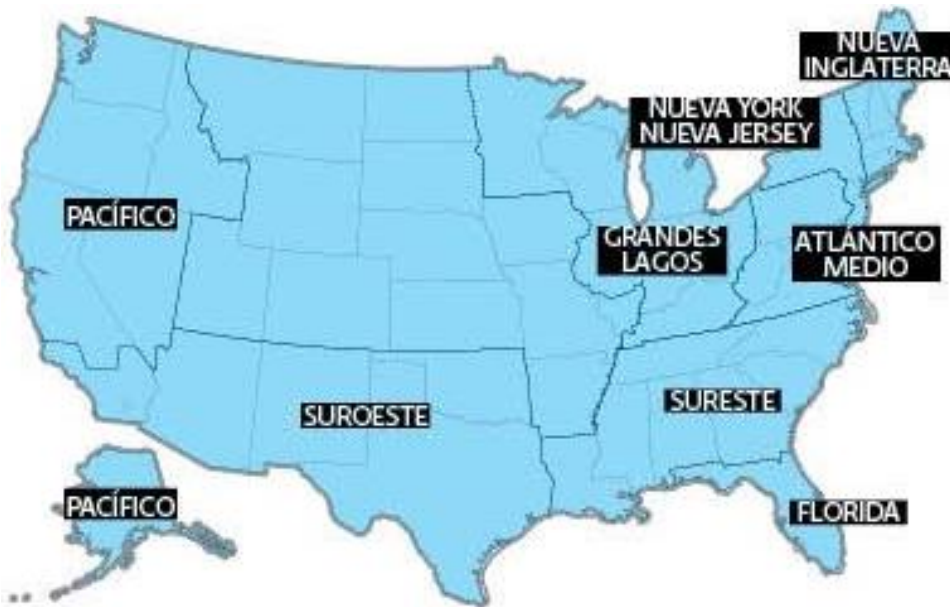 NUEVA
INGLATERRA
NUEVA YORK
NUEVA JERSEY
PACÍFICO
GRANDES
LAGOS
ATLÁNTICO
MEDIO
SUROESTE
SURESTE
PACÍFICO
FLORIDA